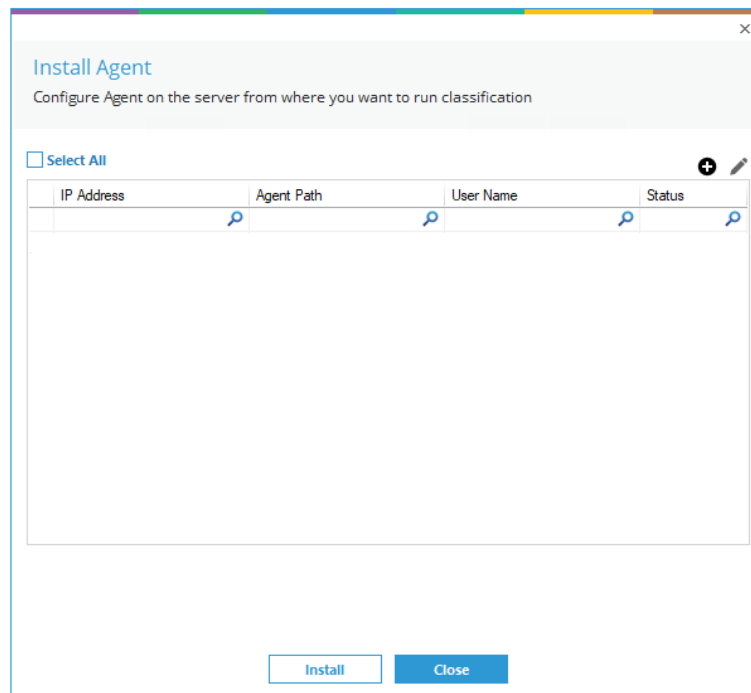 Install Agent
Configure Agent on the server from where you want to run classification
Select All
IP Address Agent Path User Name Status
Install Close